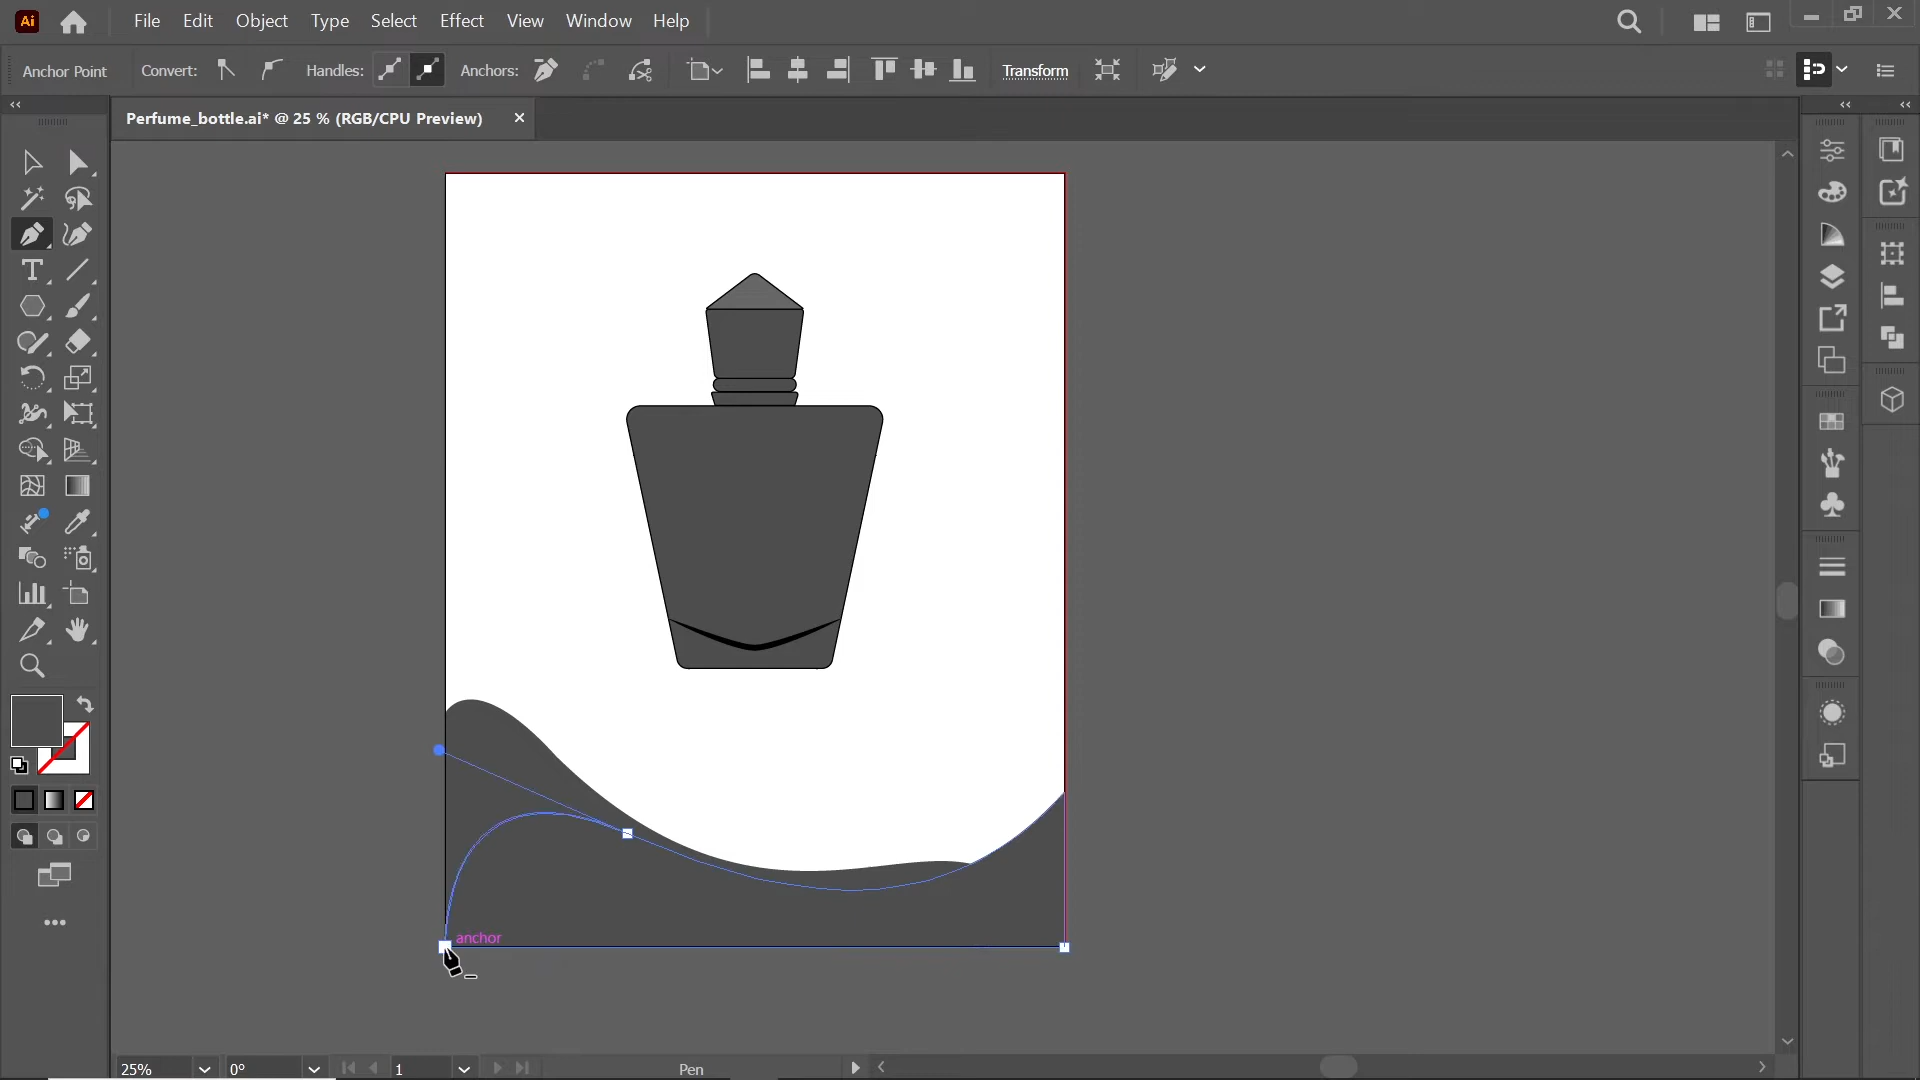 Ai File Edit Object Type Select Effect View Window Help
Anchor Point Convert: Handles: Anchors: Transform
Perfume_bottle.ai* @ 25 % (RGB/CPU Preview)
anchor
25% 0° 1 Pen